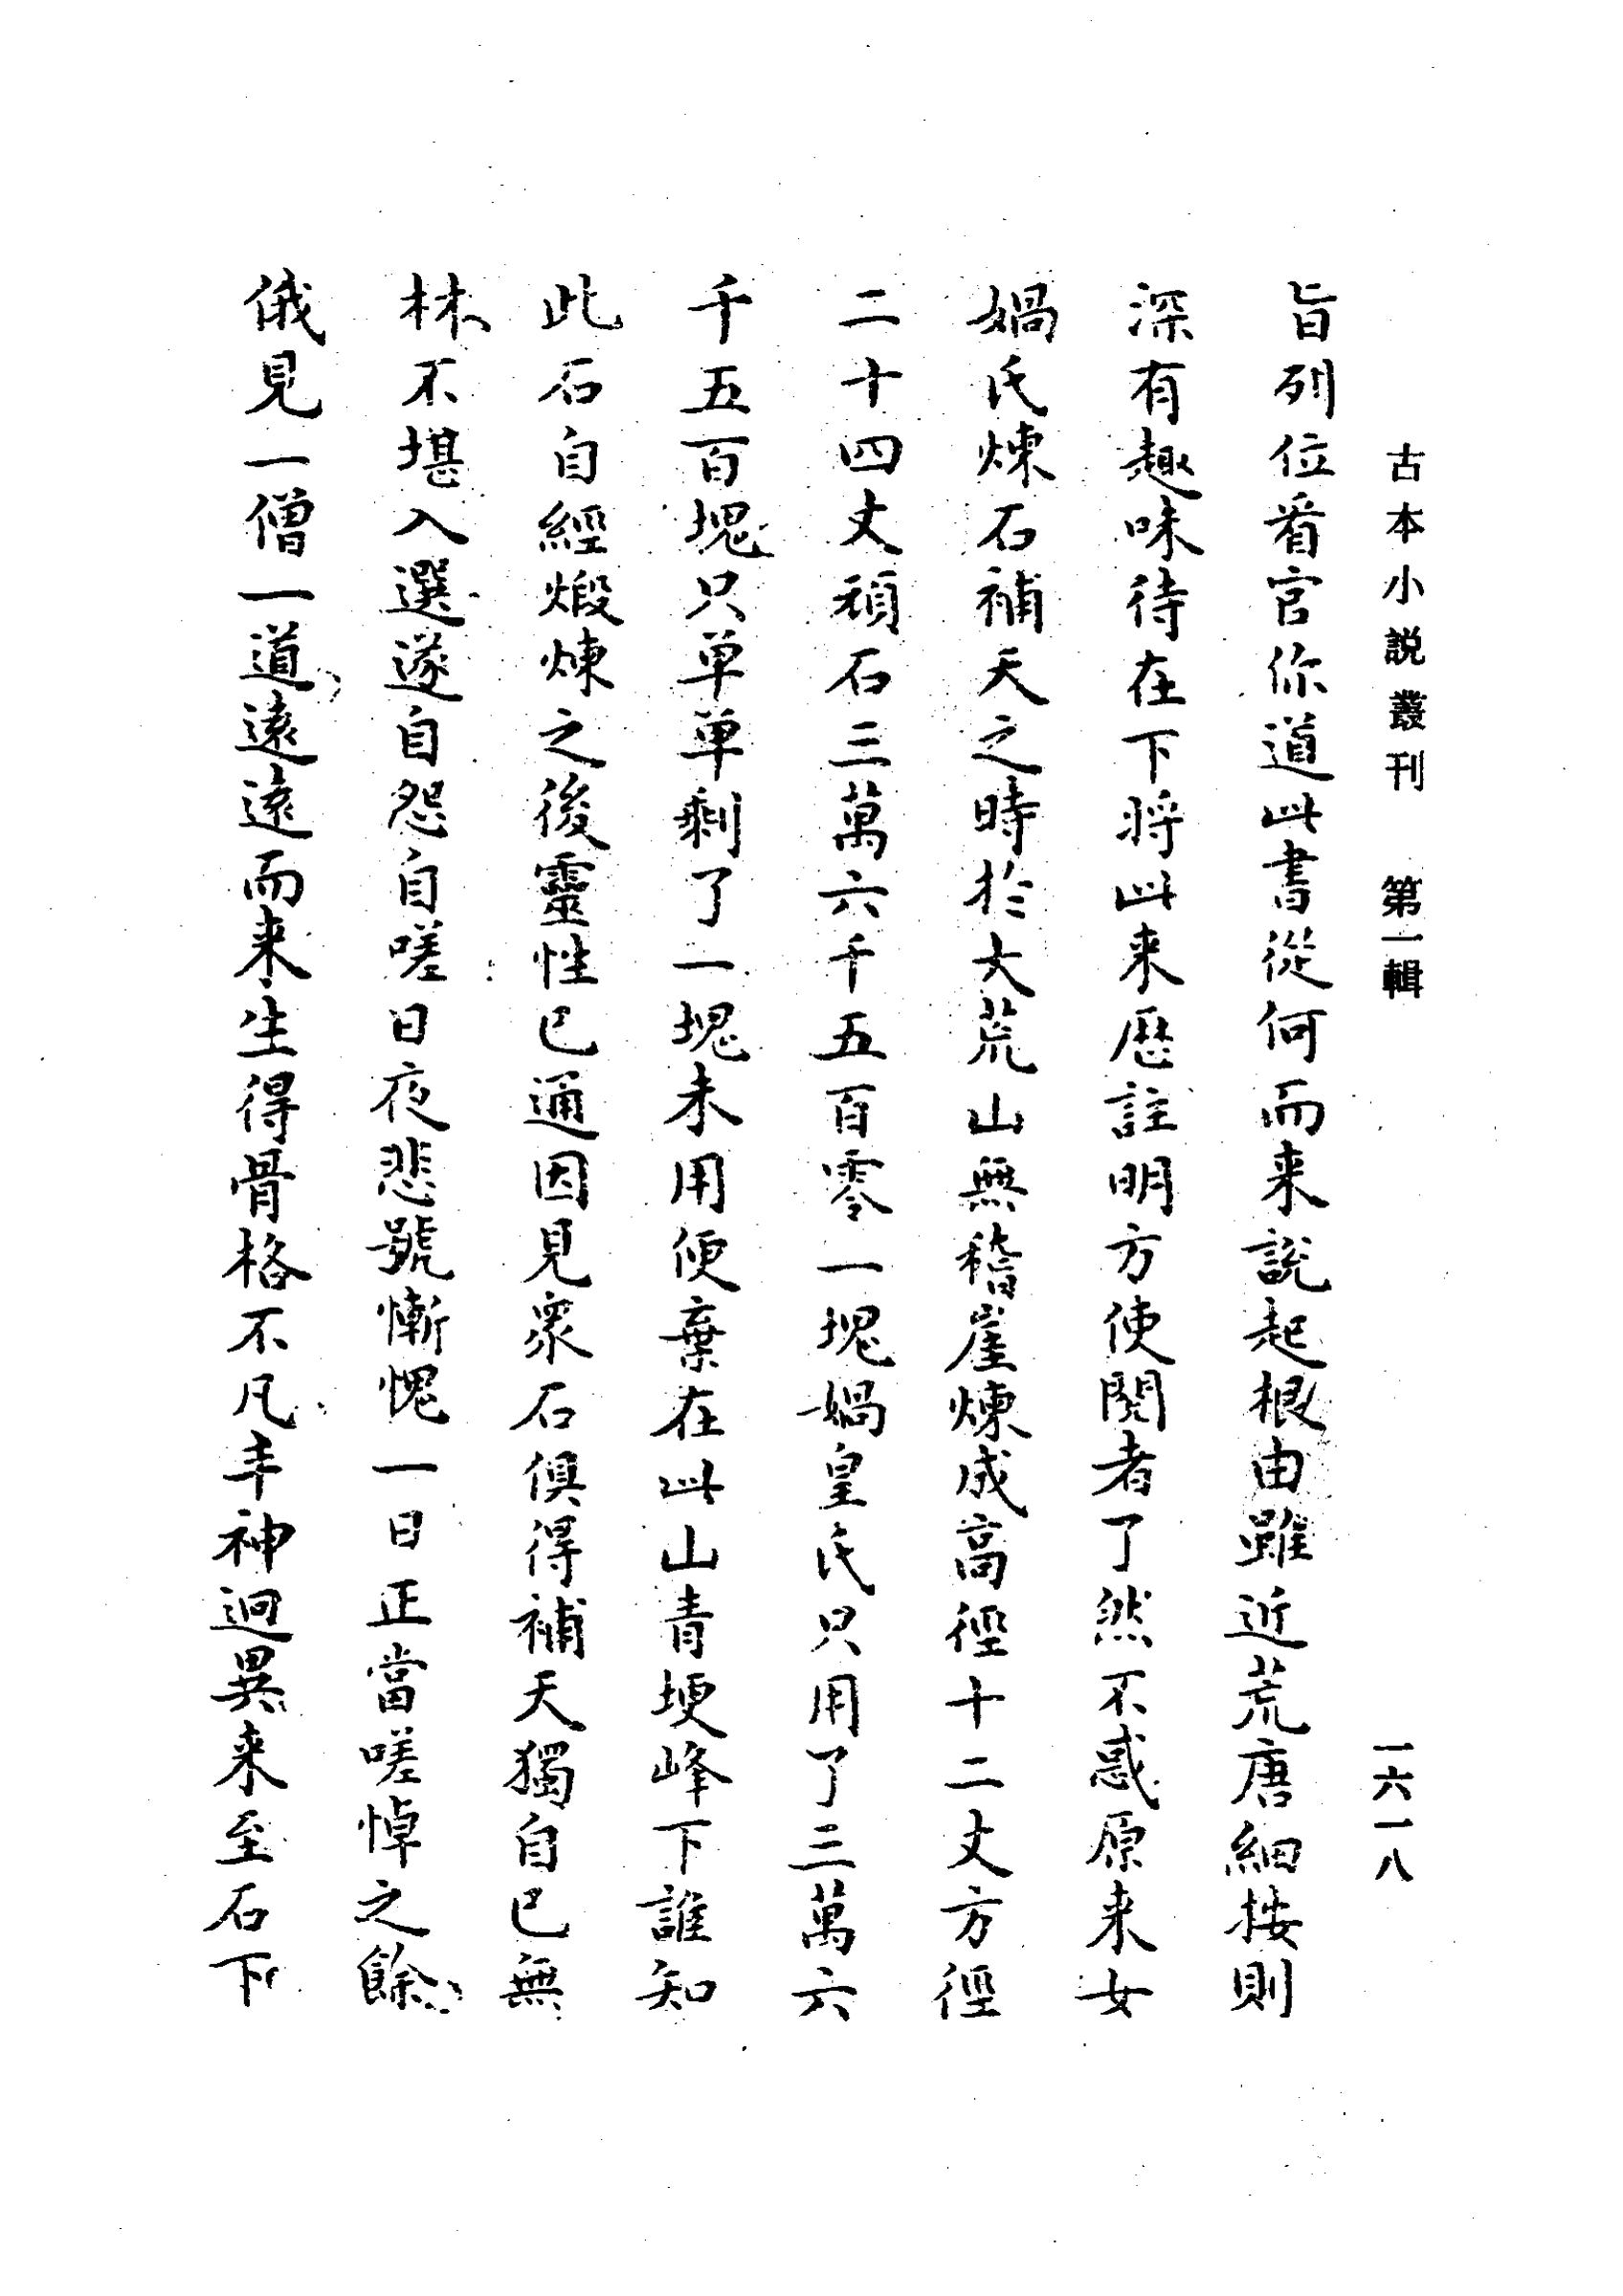 古本小説叢刊　第一輯
一六一八
旨列位看官你道此書從何而来説起根由雖近荒唐細按則
深有趣味待在下将此来歷註明方使閱者了然不惑原来女
媧氏煉石補天之時於大荒山無稽崖煉成高徑十二丈方徑
二十四丈頑石三萬六千五百零一塊媧皇氏只用了三萬六
千五百塊只单单剩了一塊未用便棄在此山青埂峰下誰知
此石自經煅煉之後靈性已通因見衆石俱得補天獨自己無
材不堪入選遂自怨自嗟日夜悲號慚愧一日正當嗟悼之餘
俄見一僧一道遠遠而来生得骨格不凡丰神迥異来至石下